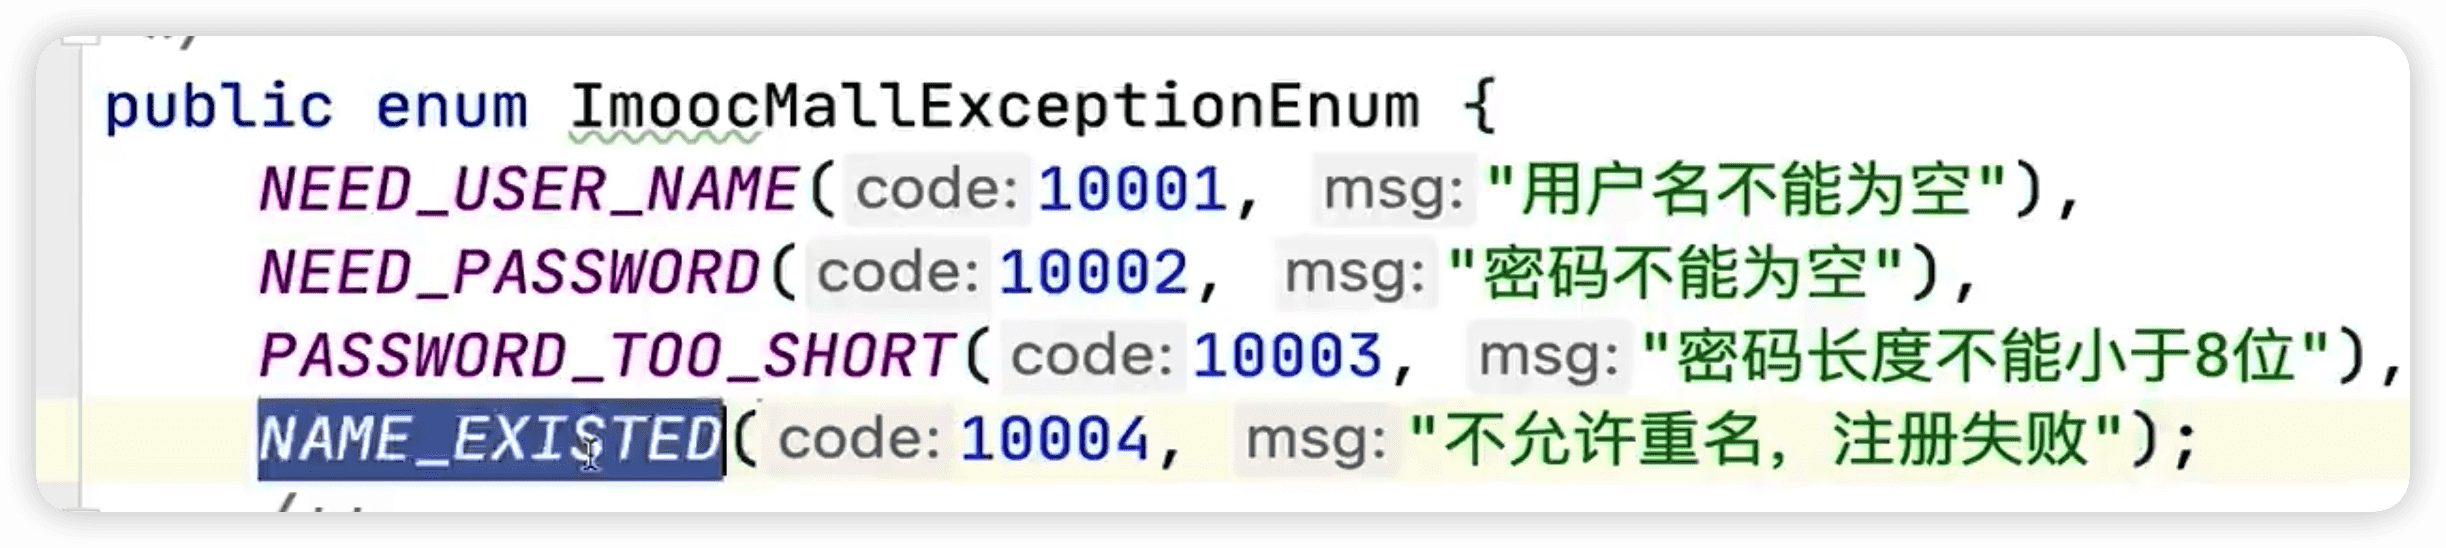 public enum ImoocMallExceptionEnum {
NEED_USER_NAME( code: 10001, msg: "用户名不能为空"),
NEED_PASSWORD( code: 10002, msg: "密码不能为空"),
PASSWORD_TOO_SHORT( code: 10003, msg: "密码长度不能小于8位"),
NAME_EXISTED( code: 10004, msg: "不允许重名，注册失败");